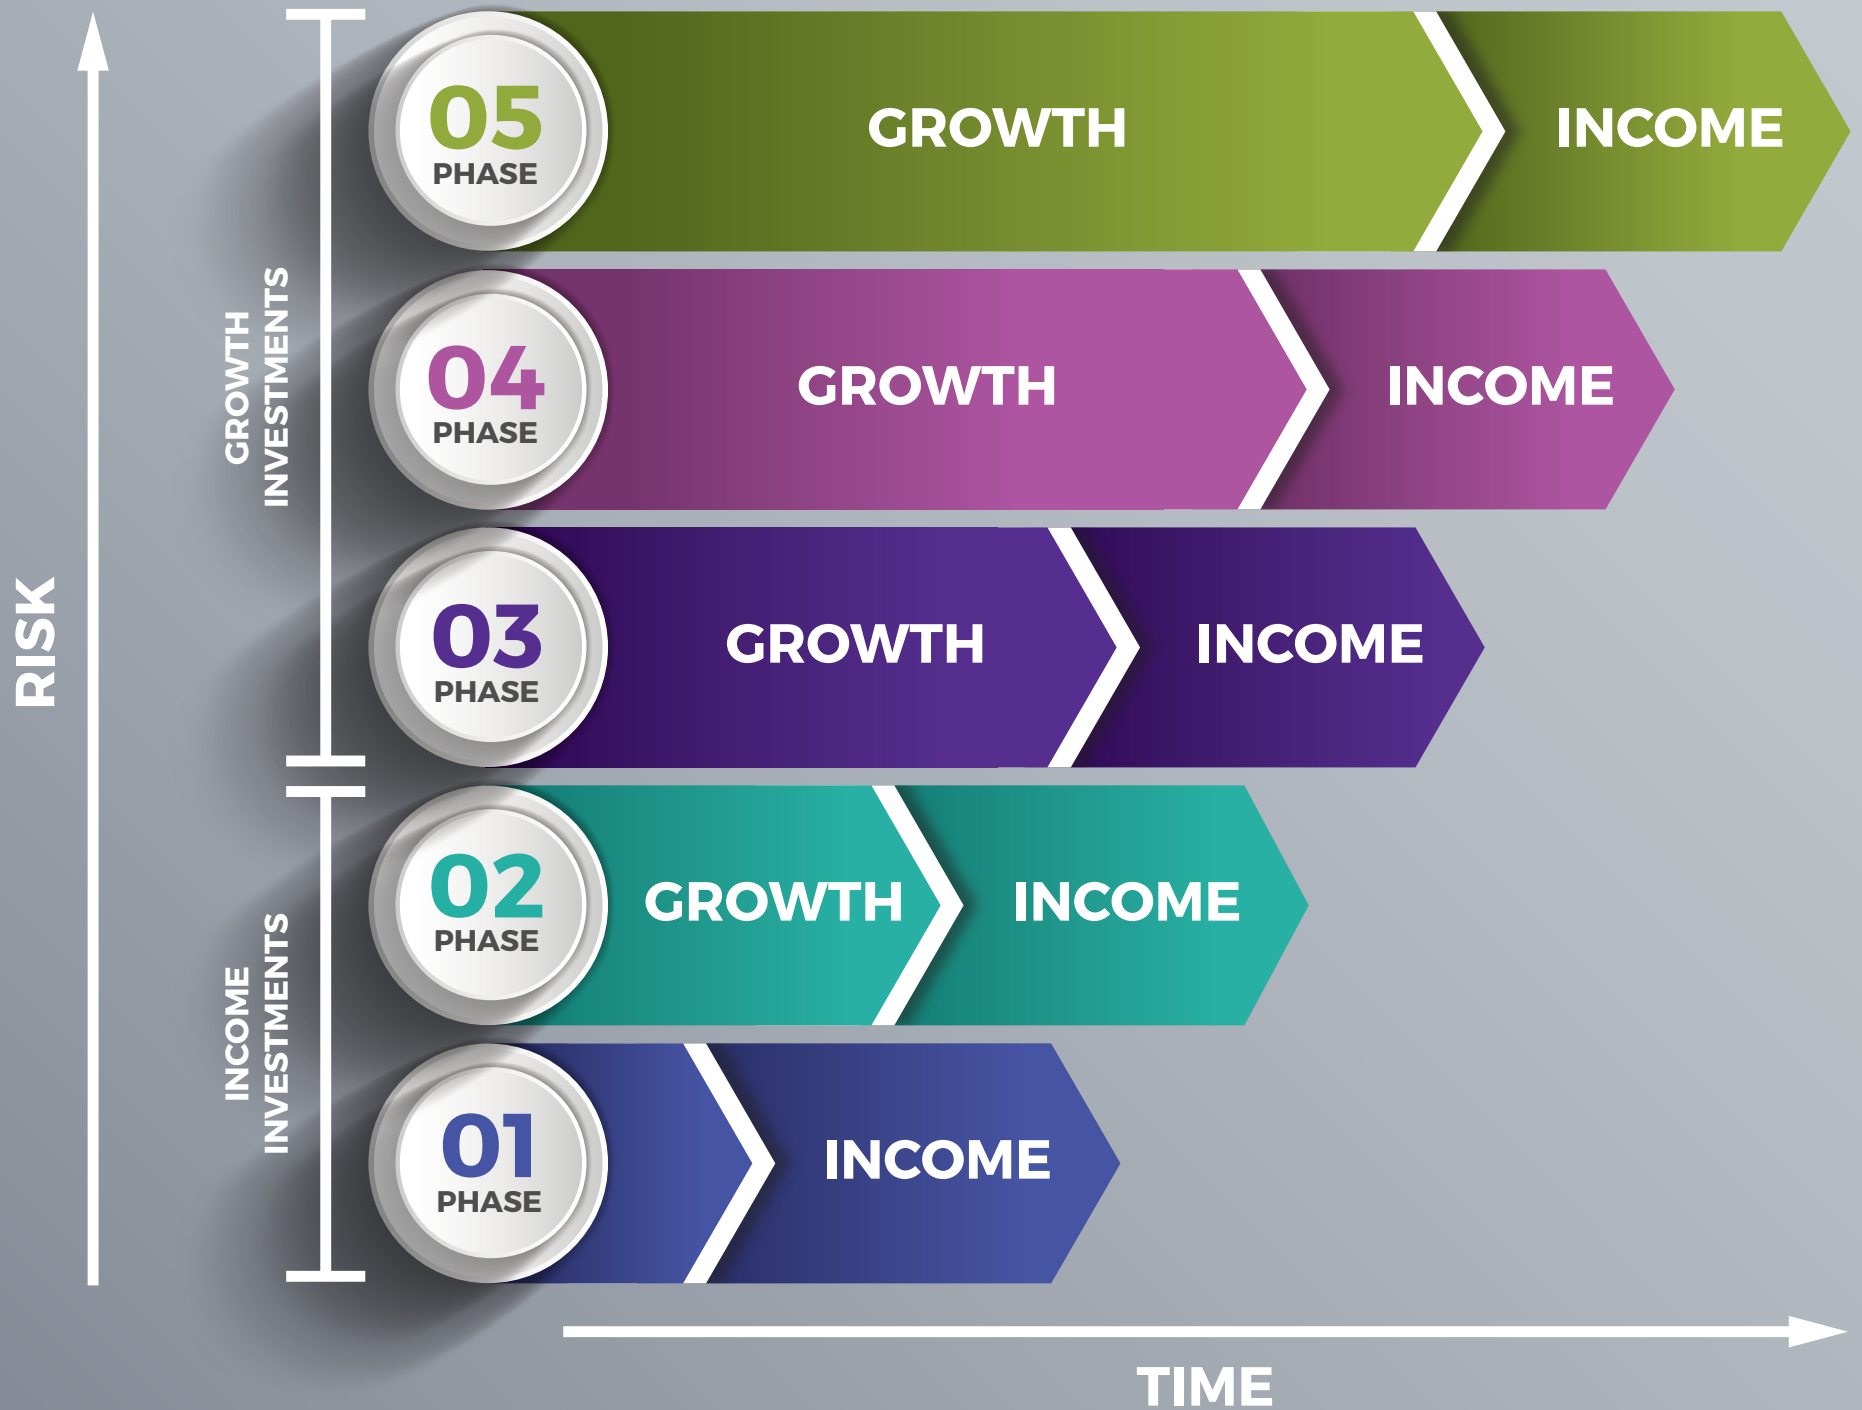 RISK
GROWTH
INVESTMENTS
05
PHASE
GROWTH
INCOME
04
PHASE
GROWTH
INCOME
03
PHASE
GROWTH
INCOME
INCOME
INVESTMENTS
02
PHASE
GROWTH
INCOME
01
PHASE
INCOME
TIME